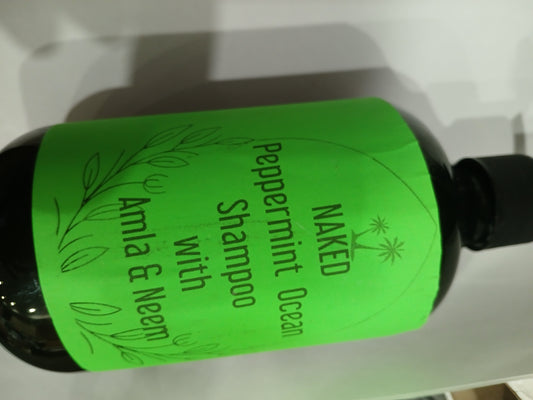 NAKED
Peppermint Ocean
Shampoo
With
Amla & Neem